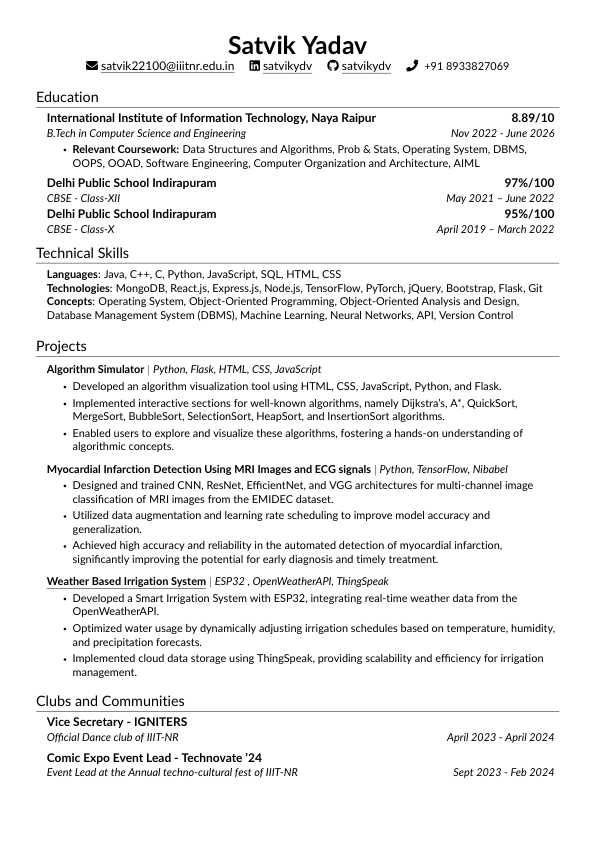 Satvik Yadav
satvik22100@iiitnr.edu.in satvikydv satvikydv +91 8933827069
Education
International Institute of Information Technology, Naya Raipur 8.89/10
B.Tech in Computer Science and Engineering Nov 2022 - June 2026
• Relevant Coursework: Data Structures and Algorithms, Prob & Stats, Operating System, DBMS,
OOPS, OOAD, Software Engineering, Computer Organization and Architecture, AIML
Delhi Public School Indirapuram 97%/100
CBSE - Class-XII May 2021 – June 2022
Delhi Public School Indirapuram 95%/100
CBSE - Class-X April 2019 – March 2022
Technical Skills
Languages: Java, C++, C, Python, JavaScript, SQL, HTML, CSS
Technologies: MongoDB, React.js, Express.js, Node.js, TensorFlow, PyTorch, jQuery, Bootstrap, Flask, Git
Concepts: Operating System, Object-Oriented Programming, Object-Oriented Analysis and Design,
Database Management System (DBMS), Machine Learning, Neural Networks, API, Version Control
Projects
Algorithm Simulator | Python, Flask, HTML, CSS, JavaScript
• Developed an algorithm visualization tool using HTML, CSS, JavaScript, Python, and Flask.
• Implemented interactive sections for well-known algorithms, namely Dijkstra's, A*, QuickSort,
MergeSort, BubbleSort, SelectionSort, HeapSort, and InsertionSort algorithms.
• Enabled users to explore and visualize these algorithms, fostering a hands-on understanding of
algorithmic concepts.
Myocardial Infarction Detection Using MRI Images and ECG signals | Python, TensorFlow, Nibabel
• Designed and trained CNN, ResNet, EfficientNet, and VGG architectures for multi-channel image
classification of MRI images from the EMIDEC dataset.
• Utilized data augmentation and learning rate scheduling to improve model accuracy and
generalization.
• Achieved high accuracy and reliability in the automated detection of myocardial infarction,
significantly improving the potential for early diagnosis and timely treatment.
Weather Based Irrigation System | ESP32 , OpenWeatherAPI, ThingSpeak
• Developed a Smart Irrigation System with ESP32, integrating real-time weather data from the
OpenWeatherAPI.
• Optimized water usage by dynamically adjusting irrigation schedules based on temperature, humidity,
and precipitation forecasts.
• Implemented cloud data storage using ThingSpeak, providing scalability and efficiency for irrigation
management.
Clubs and Communities
Vice Secretary - IGNITERS
Official Dance club of IIIT-NR April 2023 - April 2024
Comic Expo Event Lead - Technovate '24
Event Lead at the Annual techno-cultural fest of IIIT-NR Sept 2023 - Feb 2024